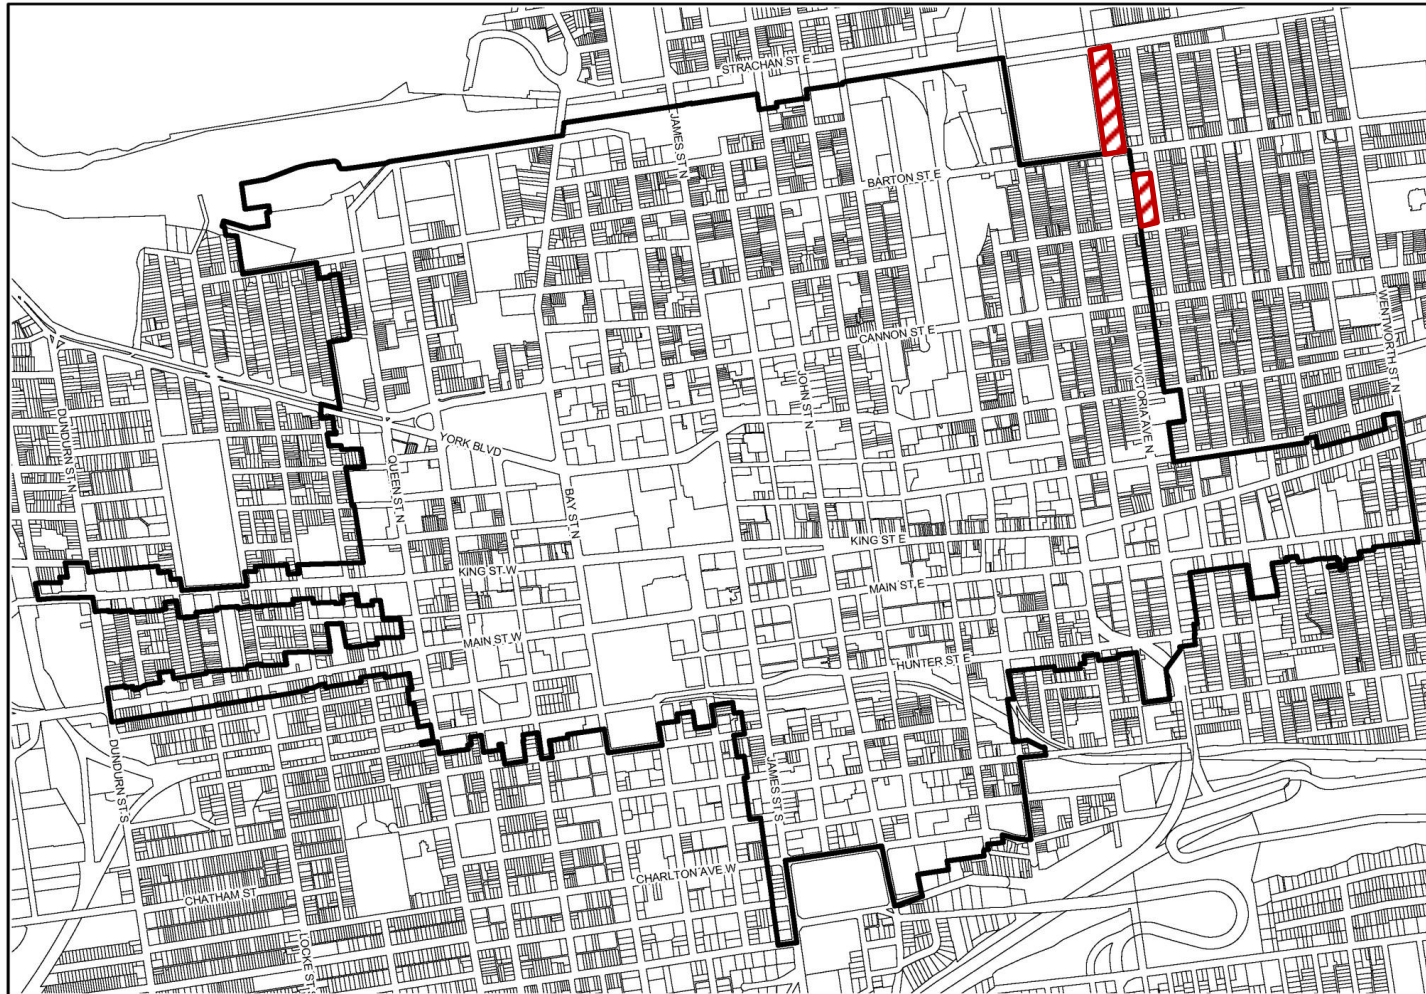 STRACHAN ST E
JAMES ST N
BARTON ST E
CANNON ST E
WENTWORTH ST N
JOHN ST N
VICTORIA AVE N
DUNDURN ST N
YORK BLVD
QUEEN ST N
BAY ST N
KING ST E
KING ST W
MAIN ST E
MAIN ST W
HUNTER ST E
DUNDURN ST S
JAMES ST S
CHARLTON AVE W
CHATHAM ST
LOCKE ST S